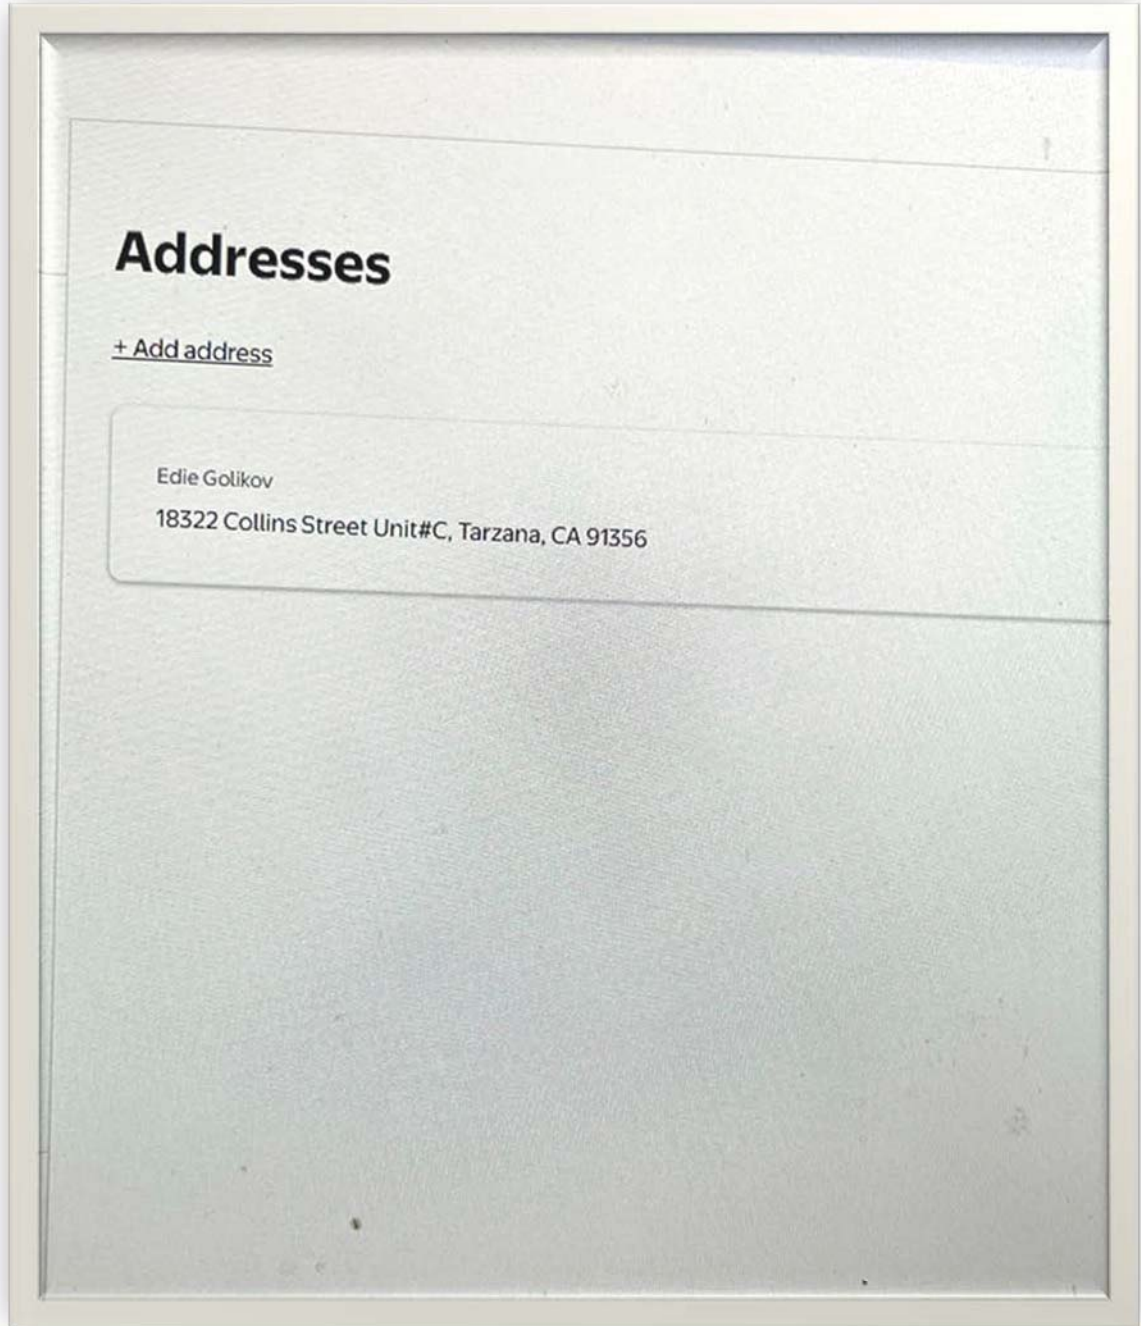 Addresses
+ Add address
Edie Golikov
18322 Collins Street Unit#C, Tarzana, CA 91356